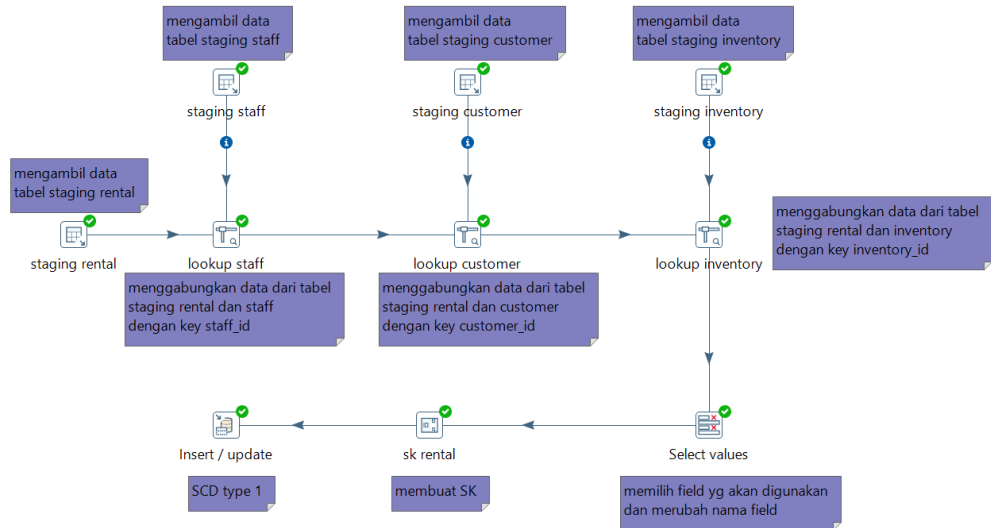 mengambil data
tabel staging staff
mengambil data
tabel staging customer
mengambil data
tabel staging inventory
staging staff
staging customer
staging inventory
mengambil data
tabel staging rental
staging rental
lookup staff
lookup customer
lookup inventory
menggabungkan data dari tabel
staging rental dan inventory
dengan key inventory_id
menggabungkan data dari tabel
staging rental dan staff
dengan key staff_id
menggabungkan data dari tabel
staging rental dan customer
dengan key customer_id
Insert / update
sk rental
Select values
SCD type 1
membuat SK
memilih field yg akan digunakan
dan merubah nama field